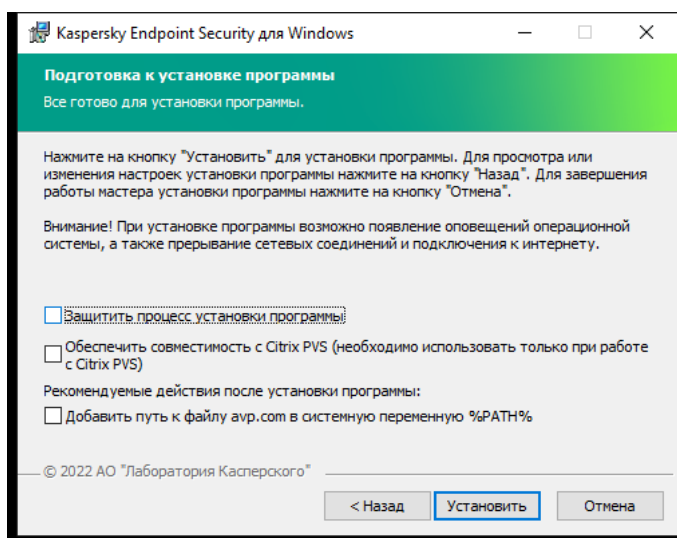 Kaspersky Endpoint Security для Windows
Подготовка к установке программы
Все готово для установки программы.
Нажмите на кнопку "Установить" для установки программы. Для просмотра или
изменения настроек установки программы нажмите на кнопку "Назад". Для завершения
работы мастера установки программы нажмите на кнопку "Отмена".
Внимание! При установке программы возможно появление оповещений операционной
системы, а также прерывание сетевых соединений и подключения к интернету.
Защитить процесс установки программы
Обеспечить совместимость с Citrix PVS (необходимо использовать только при работе
с Citrix PVS)
Рекомендуемые действия после установки программы:
Добавить путь к файлу avp.com в системную переменную %PATH%
© 2022 АО "Лаборатория Касперского"
< Назад Установить Отмена